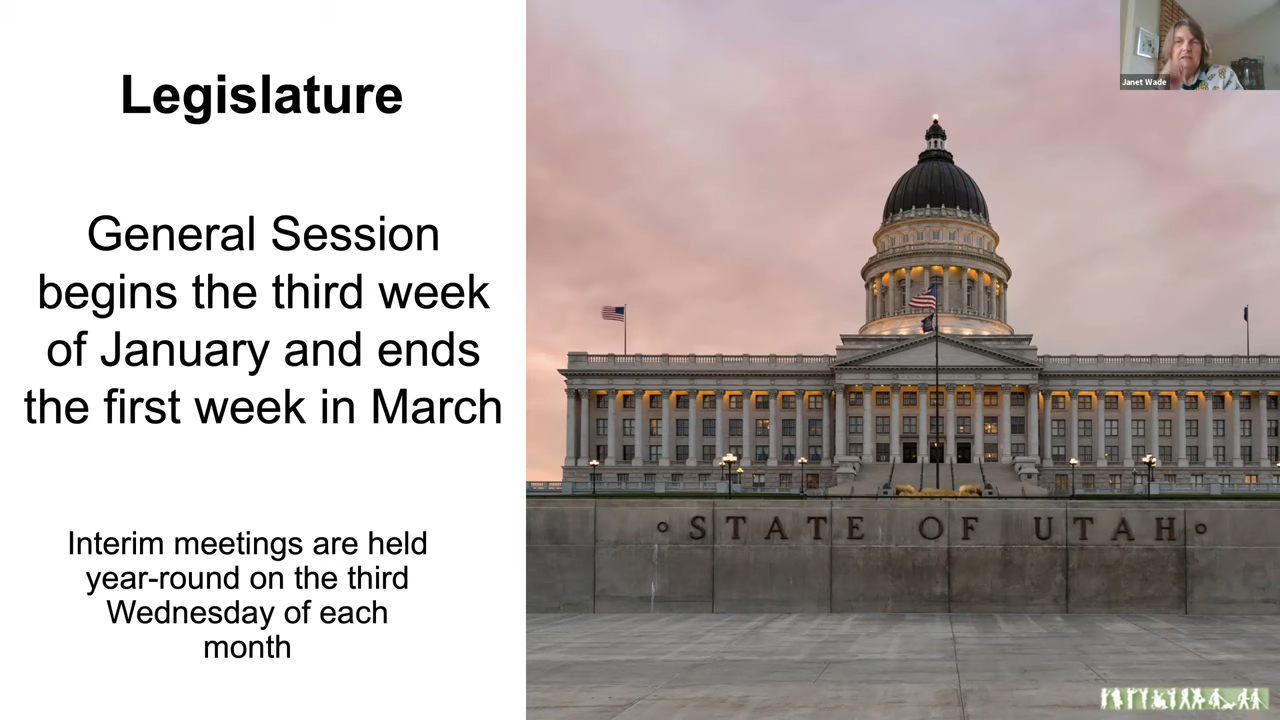 Legislature
General Session
begins the third week
of January and ends
the first week in March
Interim meetings are held
year-round on the third
Wednesday of each
month
Janet Wade
STATE OF UTAH